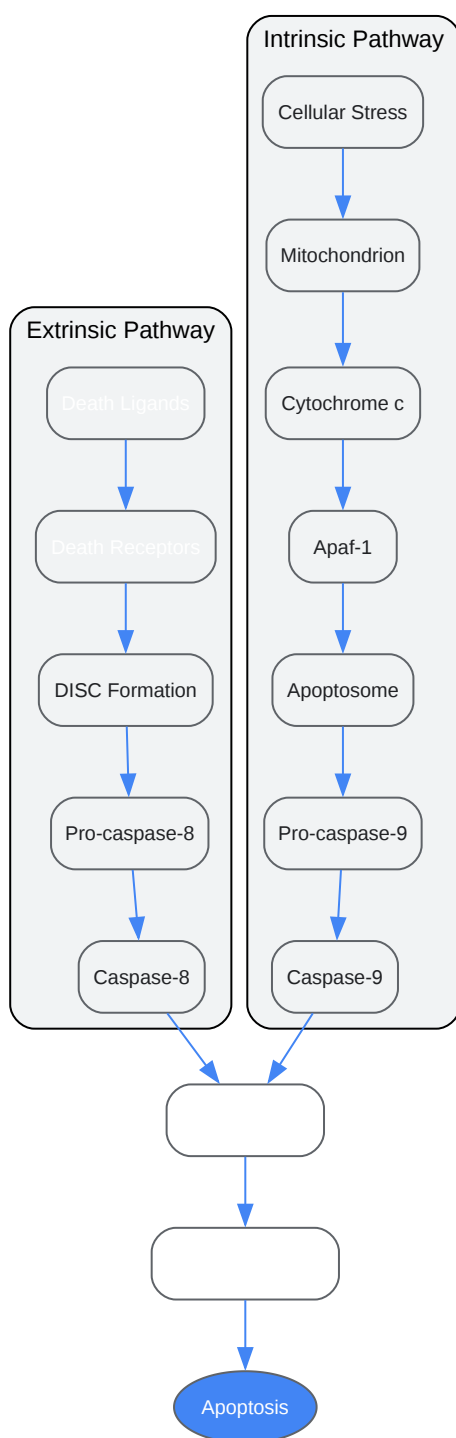 Intrinsic Pathway
Cellular Stress
Mitochondrion
Cytochrome c
Apaf-1
Apoptosome
Pro-caspase-9
Caspase-9
Extrinsic Pathway
Death Ligands
Death Receptors
DISC Formation
Pro-caspase-8
Caspase-8
Apoptosis